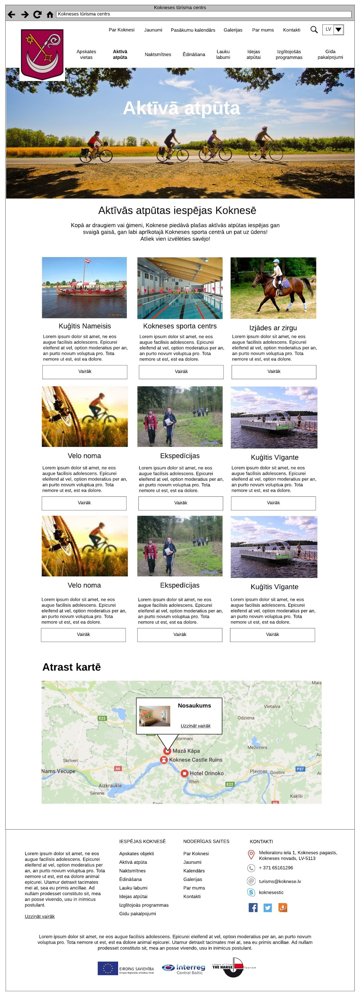 Kokneses tūrisma centrs
Kokneses tūrisma centrs
Par Koknesi
Jaunumi
Pasākumu kalendārs
Galerijas
Par mums
Kontakti
LV
Apskates
vietas
Aktīvā
atpūta
Naktsmītnes
Ēdināšana
Lauku
labumi
Idejas
atpūtai
Izglītojošās
programmas
Gida
pakalpojumi
Aktīvā atpūta
Aktīvās atpūtas iespējas Koknesē
Kopā ar draugiem vai ģimeni, Koknese piedāvā plašas aktīvās atpūtas iespējas gan
svaigā gaisā, gan labi aprīkotajā Kokneses sporta centrā un pat uz ūdens!
Atliek vien izvēlēties savējo!
26/05/2014
Kuģītis Nameisis
Lorem ipsum dolor sit amet, ne eos
augue facilisis adolescens. Epicurei
eleifend at vel, option moderatius per an,
an purto novum voluptua pro. Tota
nemore ut est, est ea dolore.
Vairāk
Kokneses sporta centrs
Lorem ipsum dolor sit amet, ne eos
augue facilisis adolescens. Epicurei
eleifend at vel, option moderatius per an,
an purto novum voluptua pro. Tota
nemore ut est, est ea dolore.
Vairāk
Izjādes ar zirgu
Lorem ipsum dolor sit amet, ne eos
augue facilisis adolescens. Epicurei
eleifend at vel, option moderatius per an,
an purto novum voluptua pro. Tota
nemore ut est, est ea dolore.
Vairāk
Velo noma
Lorem ipsum dolor sit amet, ne eos
augue facilisis adolescens. Epicurei
eleifend at vel, option moderatius per an,
an purto novum voluptua pro. Tota
nemore ut est, est ea dolore.
Vairāk
Ekspedīcijas
Lorem ipsum dolor sit amet, ne eos
augue facilisis adolescens. Epicurei
eleifend at vel, option moderatius per an,
an purto novum voluptua pro. Tota
nemore ut est, est ea dolore.
Vairāk
Kuģītis Vīgante
Lorem ipsum dolor sit amet, ne eos
augue facilisis adolescens. Epicurei
eleifend at vel, option moderatius per an,
an purto novum voluptua pro. Tota
nemore ut est, est ea dolore.
Vairāk
Velo noma
Lorem ipsum dolor sit amet, ne eos
augue facilisis adolescens. Epicurei
eleifend at vel, option moderatius per an,
an purto novum voluptua pro. Tota
nemore ut est, est ea dolore.
Vairāk
Ekspedīcijas
Lorem ipsum dolor sit amet, ne eos
augue facilisis adolescens. Epicurei
eleifend at vel, option moderatius per an,
an purto novum voluptua pro. Tota
nemore ut est, est ea dolore.
Vairāk
Kuģītis Vīgante
Lorem ipsum dolor sit amet, ne eos
augue facilisis adolescens. Epicurei
eleifend at vel, option moderatius per an,
an purto novum voluptua pro. Tota
nemore ut est, est ea dolore.
Vairāk
Atrast kartē
Mais
Nosaukums
Uzzināt vairāk
Vietalva
E22
Odziena
Bormaņi
Mežezers
Mazā Kāpa
Koknese Castle Ruins
Skrīveri
A6
Nams Vecupe
Hotel Orinoko
Pļaviņas
Gostini
P37
Rīteri
E22
Aizkraukle
Sērene
Kaķīši
A6
IESPĒJAS KOKNESĒ
NODERĪGAS SAITES
KONTAKTI
Lorem ipsum dolor sit amet, ne eos
augue facilisis adolescens. Epicurei
eleifend at vel, option moderatius per
an, an purto novum voluptua pro. Tota
nemore ut est, est ea dolore animal
epicurei. Utamur detraxit tacimates
mei at, sea eu primis ancillae. Ad
nullam prodesset constituto sit, mea
an posse vivendo, usu in inimicus
postulant.
Uzzināt vairāk
Apskates objekti
Aktīvā atpūta
Naktsmītnes
Ēdināšana
Lauku labumi
Idejas atpūtai
Izglītojoās programmas
Gidu pakalpojumi
Par Koknesi
Jaunumi
Kalendārs
Galerijas
Par mums
Kontakti
Melioratoru iela 1, Kokneses pagasts,
Kokneses novads, LV-5113
+ 371 65161296
turisms@koknese.lv
koknesestic
Lorem ipsum dolor sit amet, ne eos augue facilisis adolescens. Epicurei eleifend at vel, option moderatius per an, an purto novum
voluptua pro. Tota nemore ut est, est ea dolore animal epicurei. Utamur detraxit tacimates mei at, sea eu primis ancillae. Ad nullam
prodesset constituto sit, mea an posse vivendo, usu in inimicus postulant.
EIROPAS SAVIENĪBA
Eiropas Reģionālās attīstības fonds
Interreg
Central Baltic
League of Cities
THE HANSE
Tourism